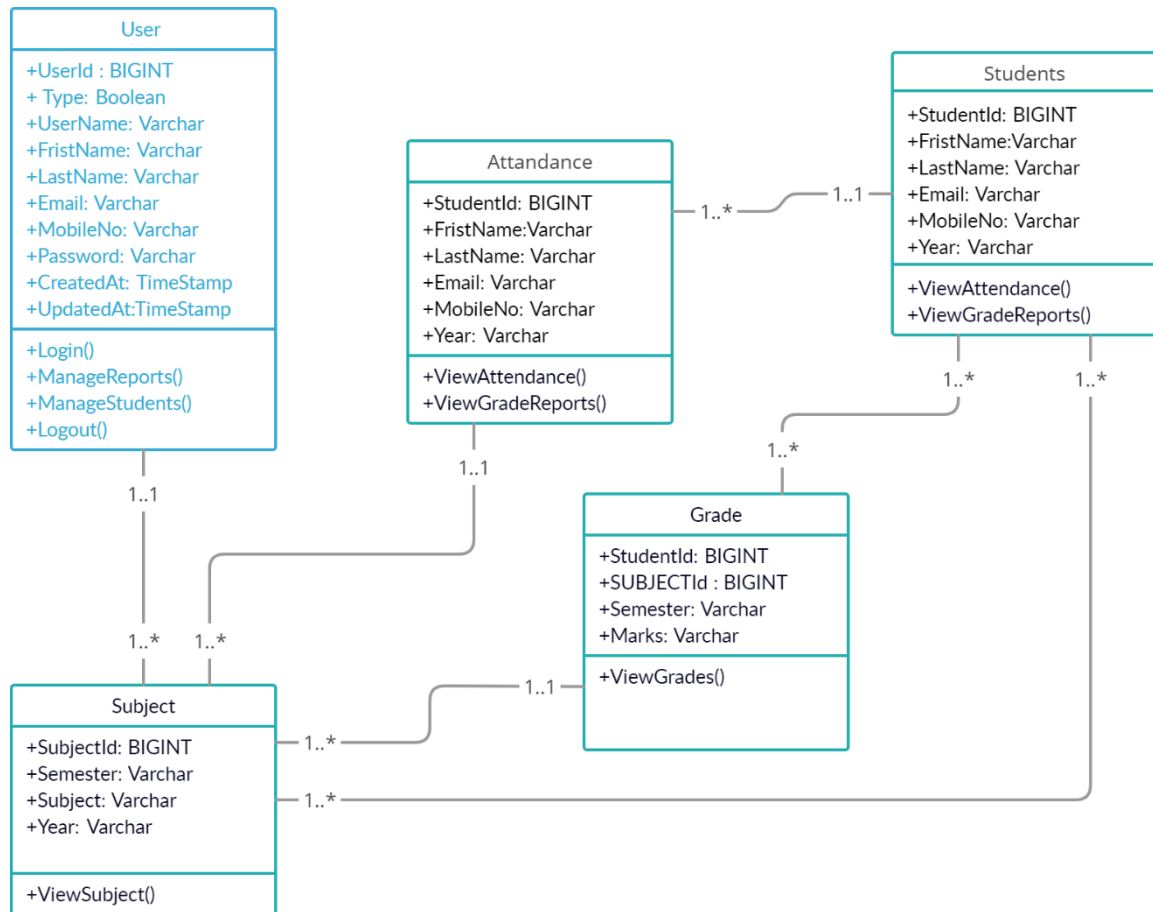 User
+UserId : BIGINT
+ Type: Boolean
+UserName: Varchar
+FristName: Varchar
+LastName: Varchar
+Email: Varchar
+MobileNo: Varchar
+Password: Varchar
+CreatedAt: TimeStamp
+UpdatedAt:TimeStamp
+Login()
+ManageReports()
+ManageStudents()
+Logout()
1..1
1..*
Attandance
+StudentId: BIGINT
+FristName:Varchar
+LastName: Varchar
+Email: Varchar
+MobileNo: Varchar
+Year: Varchar
+ViewAttendance()
+ViewGradeReports()
1..1
1..*
1..*
1..1
Students
+StudentId: BIGINT
+FristName:Varchar
+LastName: Varchar
+Email: Varchar
+MobileNo: Varchar
+Year: Varchar
+ViewAttendance()
+ViewGradeReports()
1..*
1..*
1..*
Grade
+StudentId: BIGINT
+SUBJECTId : BIGINT
+Semester: Varchar
+Marks: Varchar
+ViewGrades()
1..1
1..*
1..*
Subject
+SubjectId: BIGINT
+Semester: Varchar
+Subject: Varchar
+Year: Varchar
+ViewSubject()